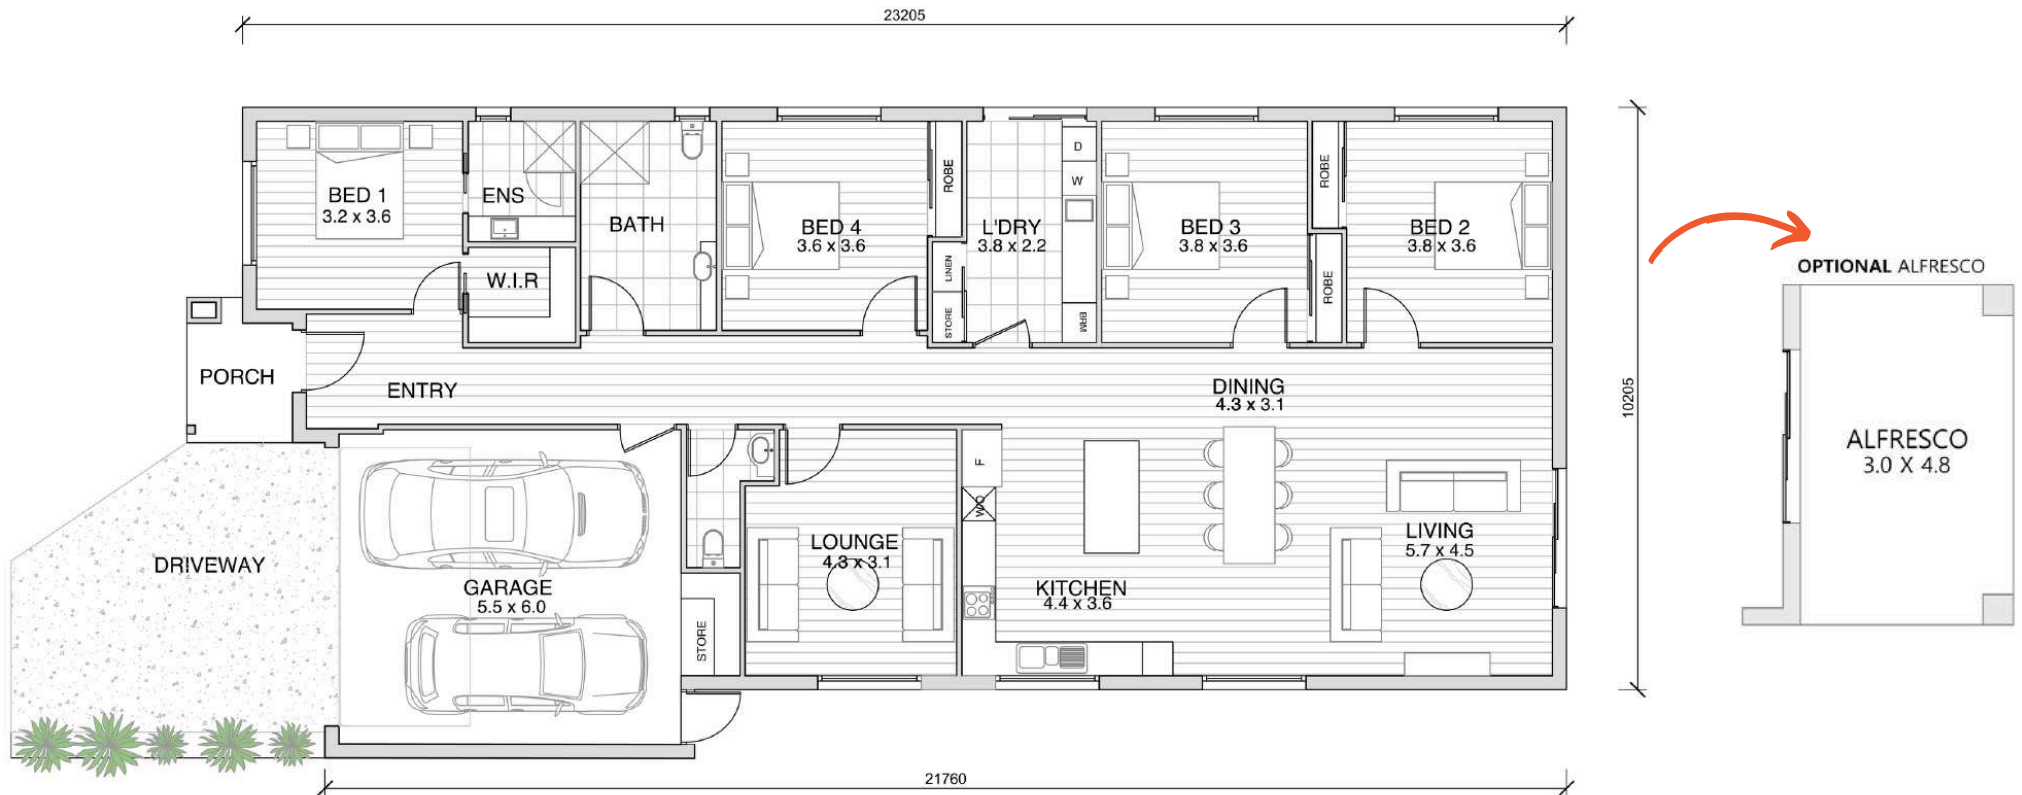 23205
BED 1
3.2 x 3.6
ENS
W.I.R
BATH
BED 4
3.6 x 3.6
ROBE
LINEN
STORE
L'DRY
3.8 x 2.2
D
W
BRM
BED 3
3.8 x 3.6
ROBE
ROBE
BED 2
3.8 x 3.6
PORCH
ENTRY
DINING
4.3 x 3.1
10205
OPTIONAL ALFRESCO
ALFRESCO
3.0 X 4.8
DRIVEWAY
GARAGE
5.5 x 6.0
STORE
LOUNGE
4.3 x 3.1
F
W/O
KITCHEN
4.4 x 3.6
LIVING
5.7 x 4.5
21760